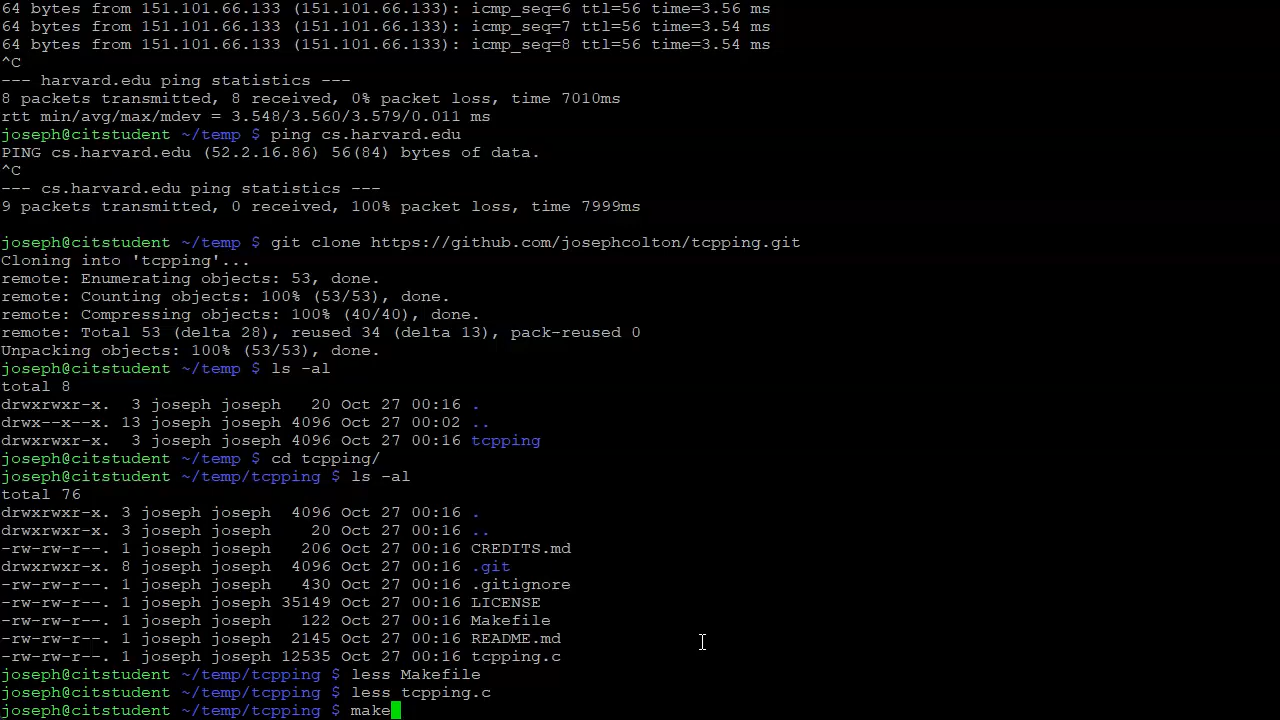 64 bytes from 151.101.66.133 (151.101.66.133): icmp_seq=6 ttl=56 time=3.56 ms
64 bytes from 151.101.66.133 (151.101.66.133): icmp_seq=7 ttl=56 time=3.54 ms
64 bytes from 151.101.66.133 (151.101.66.133): icmp_seq=8 ttl=56 time=3.54 ms
^C
--- harvard.edu ping statistics ---
8 packets transmitted, 8 received, 0% packet loss, time 7010ms
rtt min/avg/max/mdev = 3.548/3.560/3.579/0.011 ms
joseph@citstudent ~/temp $ ping cs.harvard.edu
PING cs.harvard.edu (52.2.16.86) 56(84) bytes of data.
^C
--- cs.harvard.edu ping statistics ---
9 packets transmitted, 0 received, 100% packet loss, time 7999ms
joseph@citstudent ~/temp $ git clone https://github.com/josephcolton/tcpping.git
Cloning into 'tcpping'...
remote: Enumerating objects: 53, done.
remote: Counting objects: 100% (53/53), done.
remote: Compressing objects: 100% (40/40), done.
remote: Total 53 (delta 28), reused 34 (delta 13), pack-reused 0
Unpacking objects: 100% (53/53), done.
joseph@citstudent ~/temp $ ls -al
total 8
drwxrwxr-x.  3 joseph joseph   20 Oct 27 00:16 .
drwx--x--x. 13 joseph joseph 4096 Oct 27 00:02 ..
drwxrwxr-x.  3 joseph joseph 4096 Oct 27 00:16 tcpping
joseph@citstudent ~/temp $ cd tcpping/
joseph@citstudent ~/temp/tcpping $ ls -al
total 76
drwxrwxr-x. 3 joseph joseph  4096 Oct 27 00:16 .
drwxrwxr-x. 3 joseph joseph    20 Oct 27 00:16 ..
-rw-rw-r--. 1 joseph joseph   206 Oct 27 00:16 CREDITS.md
drwxrwxr-x. 8 joseph joseph  4096 Oct 27 00:16 .git
-rw-rw-r--. 1 joseph joseph   430 Oct 27 00:16 .gitignore
-rw-rw-r--. 1 joseph joseph 35149 Oct 27 00:16 LICENSE
-rw-rw-r--. 1 joseph joseph   122 Oct 27 00:16 Makefile
-rw-rw-r--. 1 joseph joseph  2145 Oct 27 00:16 README.md
-rw-rw-r--. 1 joseph joseph 12535 Oct 27 00:16 tcpping.c
joseph@citstudent ~/temp/tcpping $ less Makefile
joseph@citstudent ~/temp/tcpping $ less tcpping.c
joseph@citstudent ~/temp/tcpping $ make